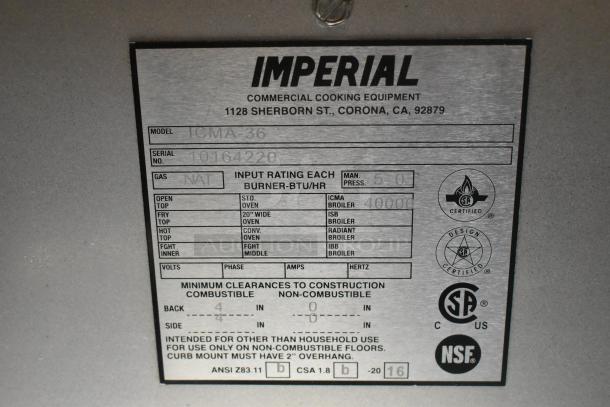 IMPERIAL
COMMERCIAL COOKING EQUIPMENT
1128 SHERBORN ST., CORONA, CA, 92879
MODEL ICMA-36
SERIAL NO. 10164220
GAS NAT INPUT RATING EACH BURNER-BTU/HR MAN. PRESS. 5.0
OPEN TOP STD. OVEN ICMA BROILER 40000
FRY TOP 20" WIDE OVEN ISB BROILER
HOT TOP CONV. OVEN RADIANT BROILER
FGHT INNER FGHT MIDDLE IBB BROILER
VOLTS PHASE AMPS HERTZ
MINIMUM CLEARANCES TO CONSTRUCTION
COMBUSTIBLE NON-COMBUSTIBLE
BACK 4 IN 0 IN
SIDE 4 IN 0 IN
INTENDED FOR OTHER THAN HOUSEHOLD USE
FOR USE ONLY ON NON-COMBUSTIBLE FLOORS.
CURB MOUNT MUST HAVE 2" OVERHANG.
ANSI Z83.11 b CSA 1.8 b -20 16
CERTIFIED ®
DESIGN CERTIFIED ®
SA ®
C US
NSF.